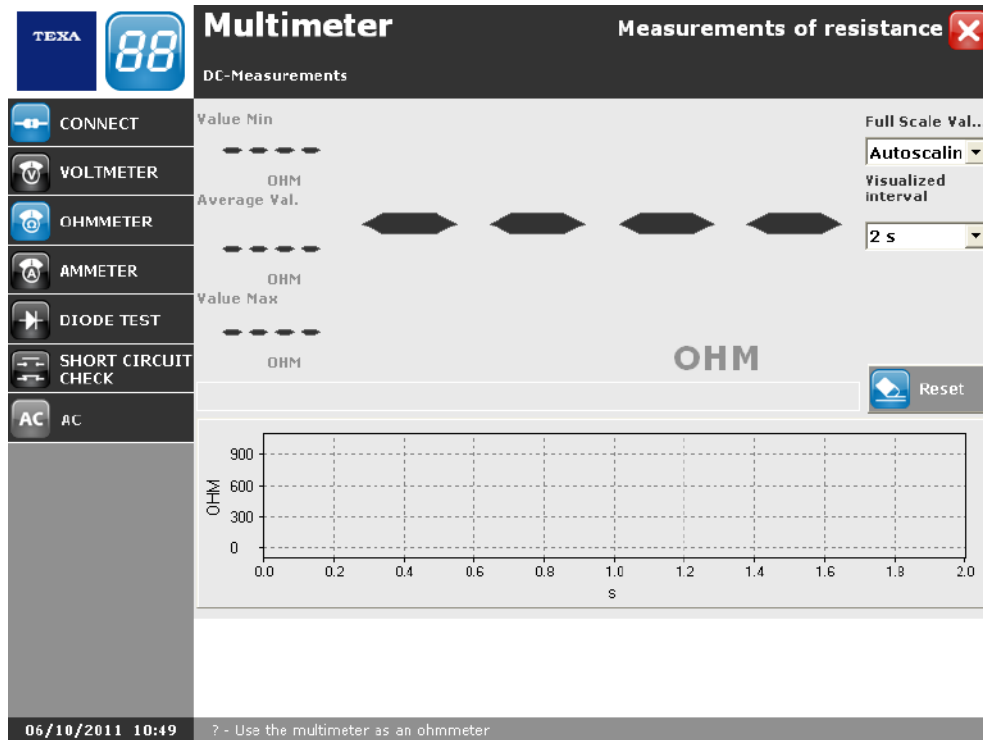 TEXA
88
Multimeter
Measurements of resistance
DC-Measurements
CONNECT
VOLTMETER
OHMMETER
AMMETER
DIODE TEST
SHORT CIRCUIT
CHECK
AC AC
Value Min
----
OHM
Average Val.
----
OHM
Value Max
----
OHM
----
OHM
Full Scale Val..
Autoscalin
Visualized
interval
2 s
Reset
OHM
900
600
300
0
0.0 0.2 0.4 0.6 0.8 1.0 1.2 1.4 1.6 1.8 2.0
s
06/10/2011 10:49
? - Use the multimeter as an ohmmeter